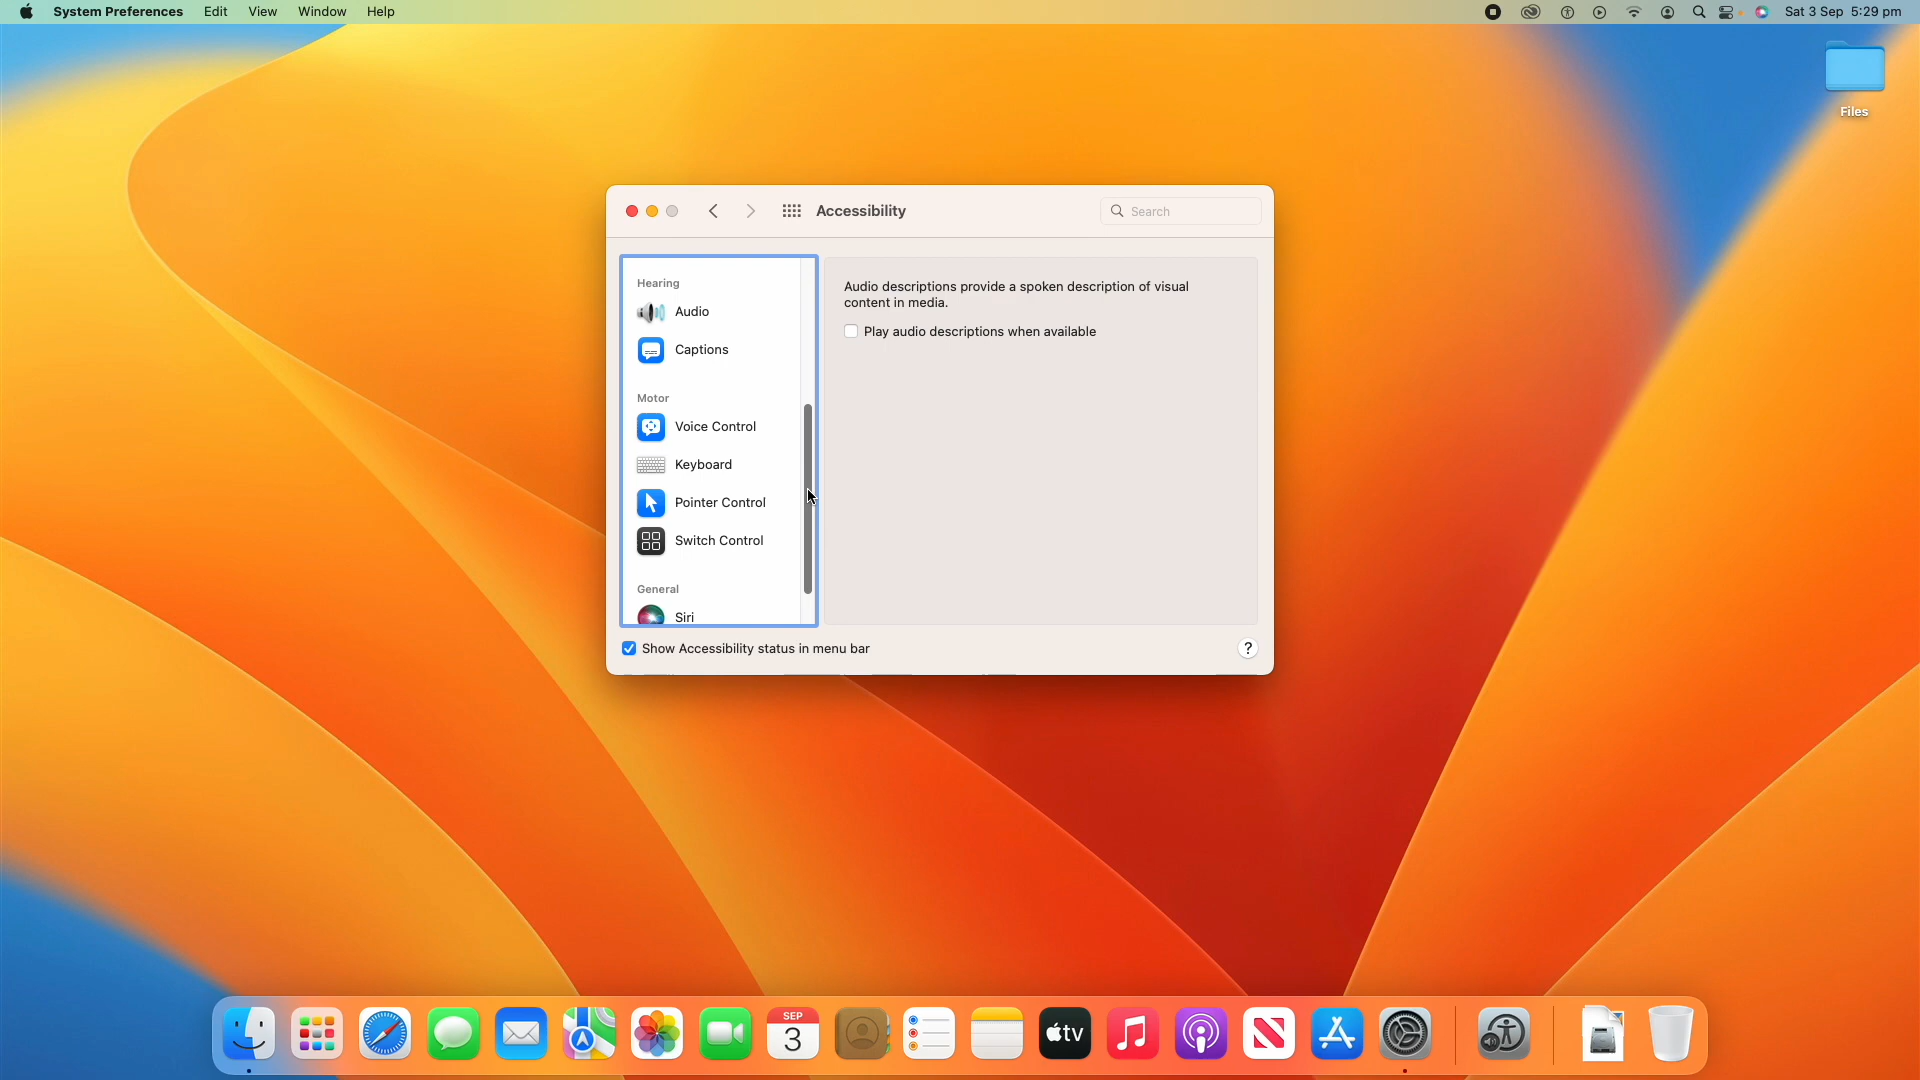 System Preferences Edit View Window Help
Sat 3 Sep 5:29 pm
Files
Accessibility
Search
Hearing
Audio
Captions
Motor
Voice Control
Keyboard
Pointer Control
Switch Control
General
Siri
Audio descriptions provide a spoken description of visual
content in media.
Play audio descriptions when available
Show Accessibility status in menu bar
?
SEP
3
tv